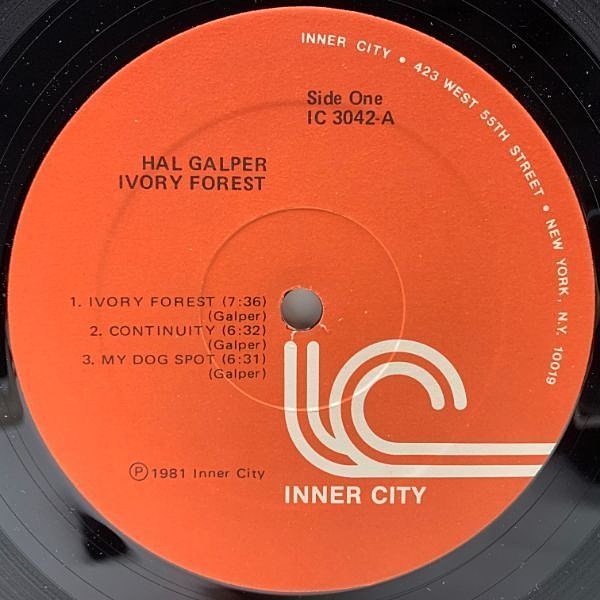 INNER CITY • 423 WEST 55TH STREET • NEW YORK, N.Y. 10019
Side One
IC 3042-A
HAL GALPER
IVORY FOREST
1. IVORY FOREST (7:36)
(Galper)
2. CONTINUITY (6:32)
(Galper)
3. MY DOG SPOT (6:31)
(Galper)
℗ 1981 Inner City
IC
INNER CITY